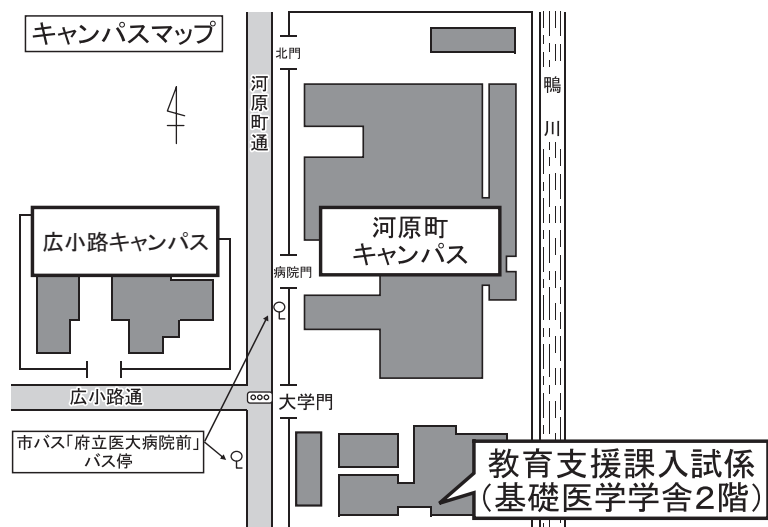 キャンパスマップ
北門
河原町通
鴨川
広小路キャンパス
河原町
キャンパス
病院門
広小路通
大学門
市バス「府立医大病院前」
バス停
教育支援課入試係
（基礎医学学舎2階）